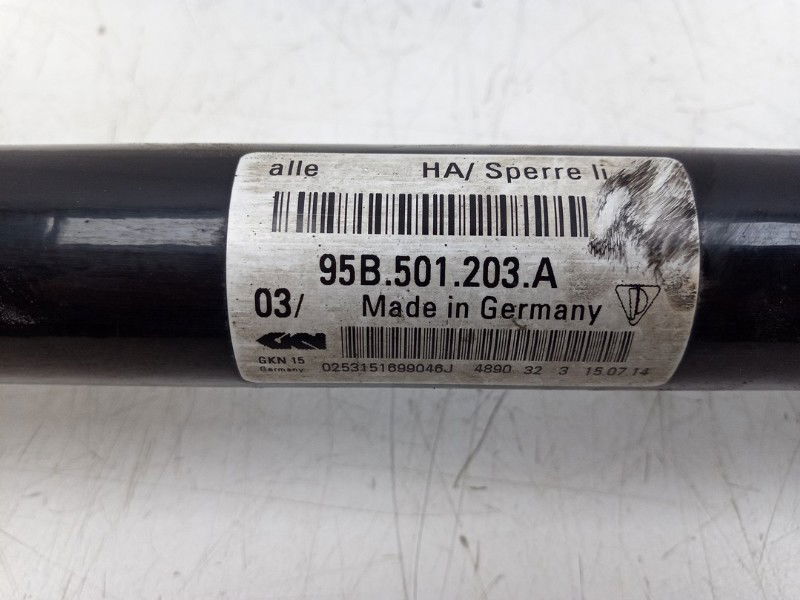 alle HA/ Sperre li
95B.501.203.A
03/ Made in Germany
GKN
GKN 15
Germany 0253151699046J 4890 32 3 15.07.14